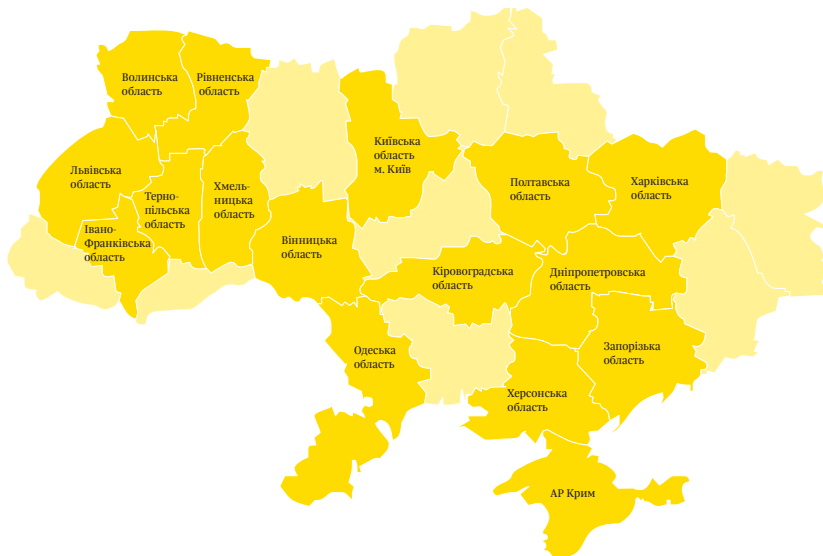 Волинська
область
Рівненська
область
Київська
область
м. Київ
Львівська
область
Терно-
пільська
область
Хмель-
ницька
область
Полтавська
область
Харківська
область
Івано-
Франківська
область
Вінницька
область
Кіровоградська
область
Дніпропетровська
область
Одеська
область
Запорізька
область
Херсонська
область
АР Крим